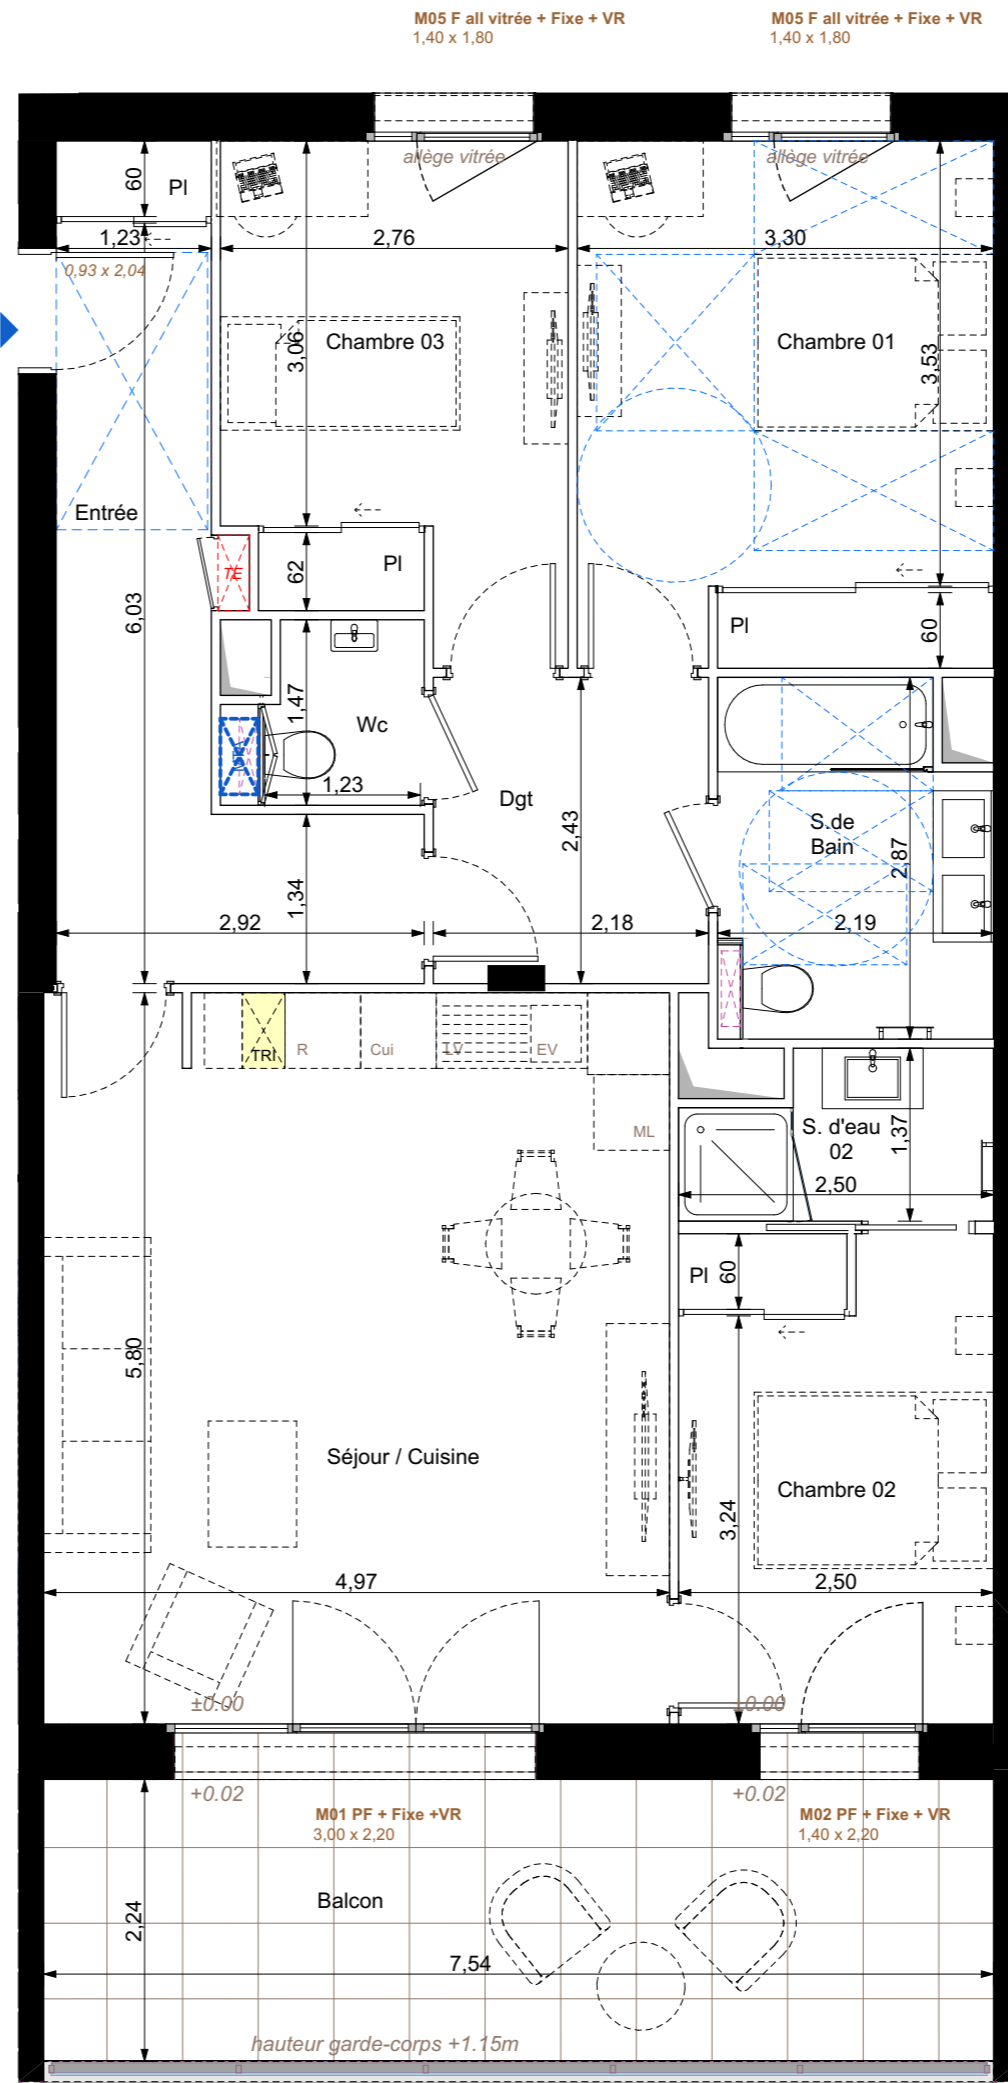 M05 F all vitrée + Fixe + VR
1,40 x 1,80
M05 F all vitrée + Fixe + VR
1,40 x 1,80
allège vitrée
allège vitrée
60
Pl
1,23
2,76
3,30
0,93 x 2,04
3,06
Chambre 03
Chambre 01
3,53
Entrée
TE
62
Pl
6,03
Pl
60
1,47
Wc
1,23
Dgt
2,43
S.de
Bain
2,87
1,34
2,92
2,18
2,19
TRI
R
Cui
LV
EV
ML
S. d'eau
02
1,37
2,50
Pl
60
5,80
Séjour / Cuisine
Chambre 02
3,24
4,97
2,50
±0.00
±0.00
+0.02
+0.02
M01 PF + Fixe +VR
3,00 x 2,20
M02 PF + Fixe + VR
1,40 x 2,20
Balcon
2,24
7,54
hauteur garde-corps +1.15m